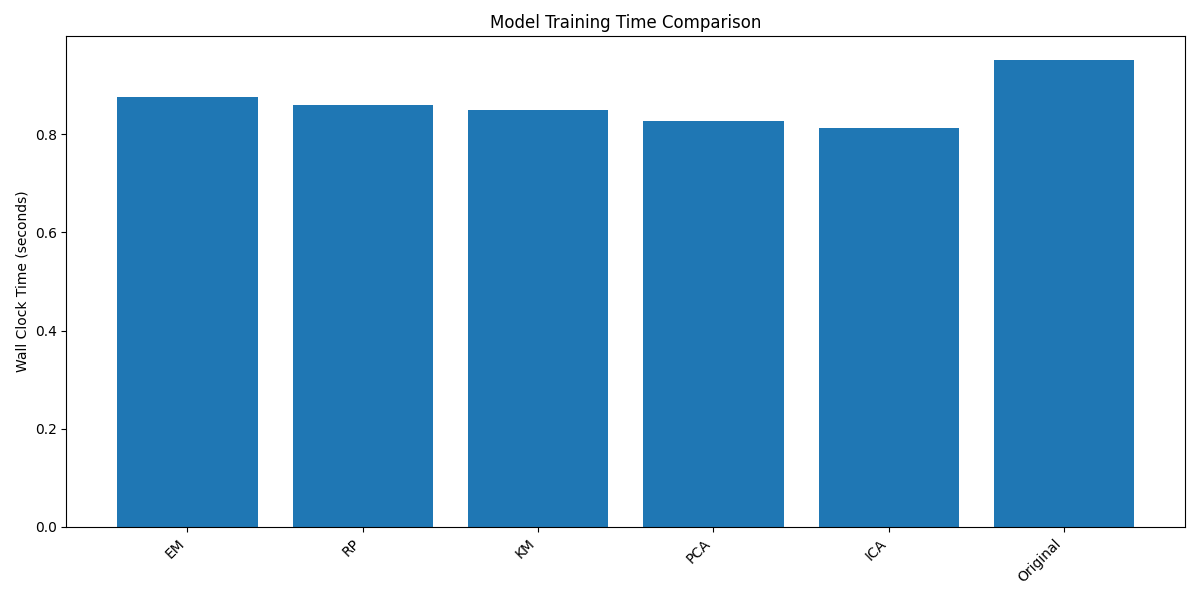 Model Training Time Comparison
Wall Clock Time (seconds)
0.8
0.6
0.4
0.2
0.0
EM
RP
KM
PCA
ICA
Original